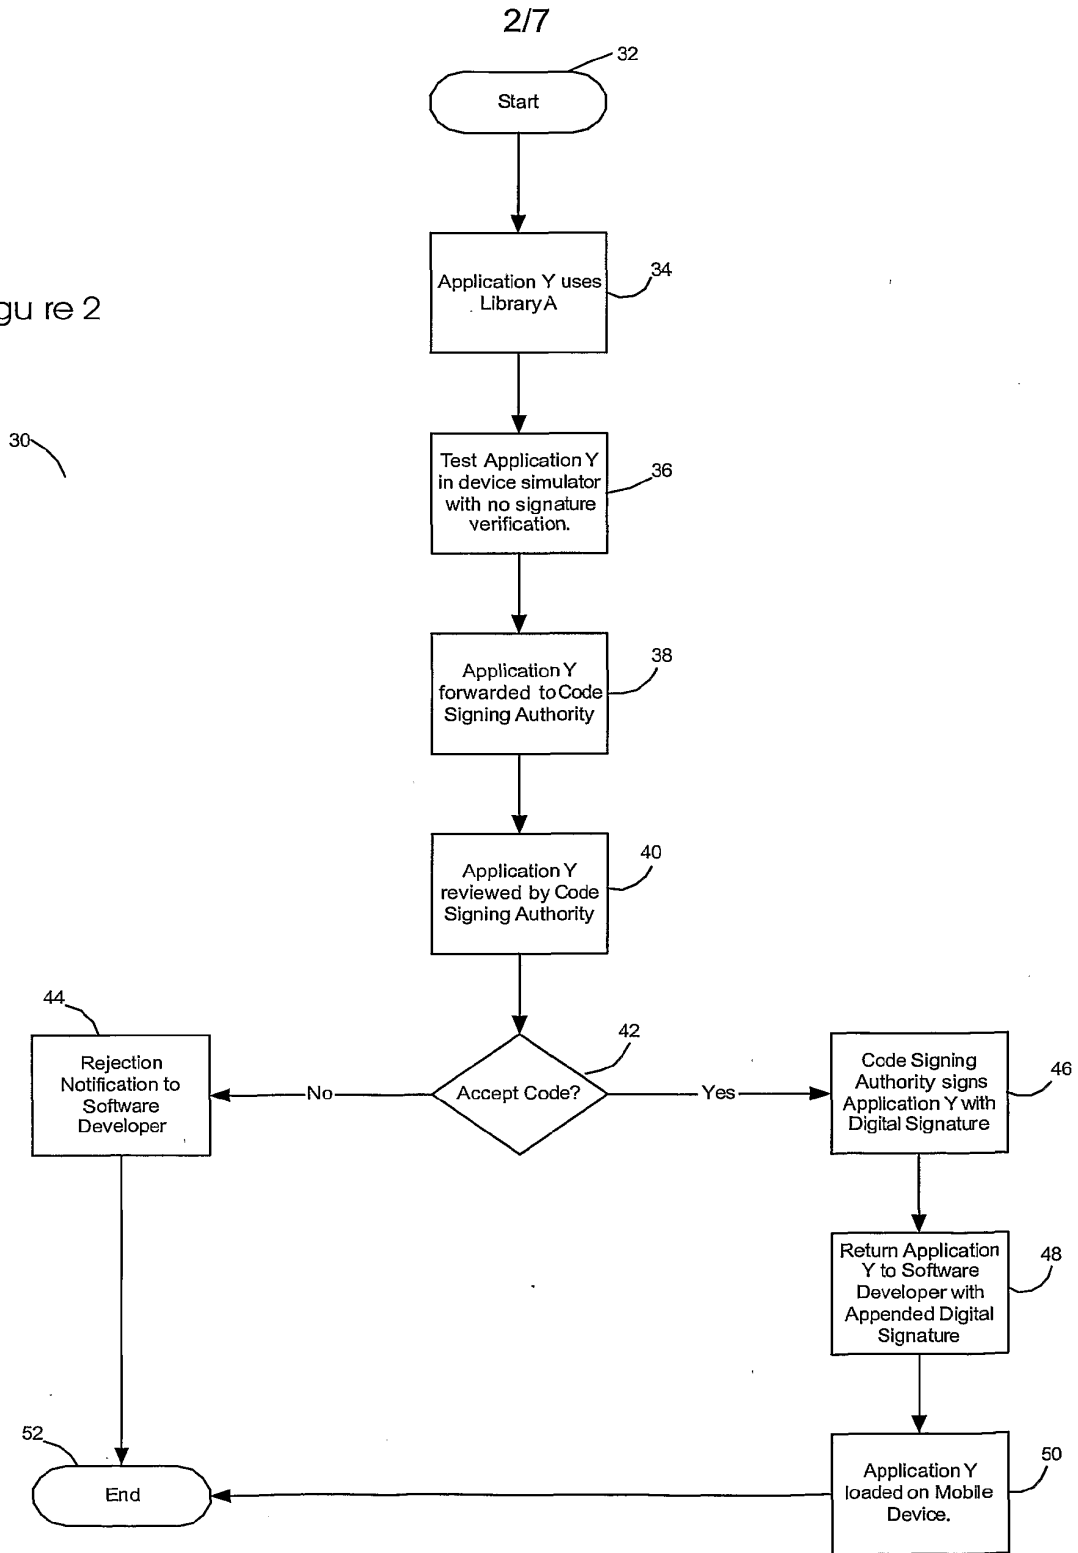 2/7
32
Start
Application Y uses
Library A
34
gure 2
30
Test Application Y
in device simulator
with no signature
verification.
36
Application Y
forwarded to Code
Signing Authority
38
Application Y
reviewed by Code
Signing Authority
40
44
Rejection
Notification to
Software
Developer
No
Accept Code?
42
Yes
Code Signing
Authority signs
Application Y with
Digital Signature
46
Return Application
Y to Software
Developer with
Appended Digital
Signature
48
52
End
Application Y
loaded on Mobile
Device.
50